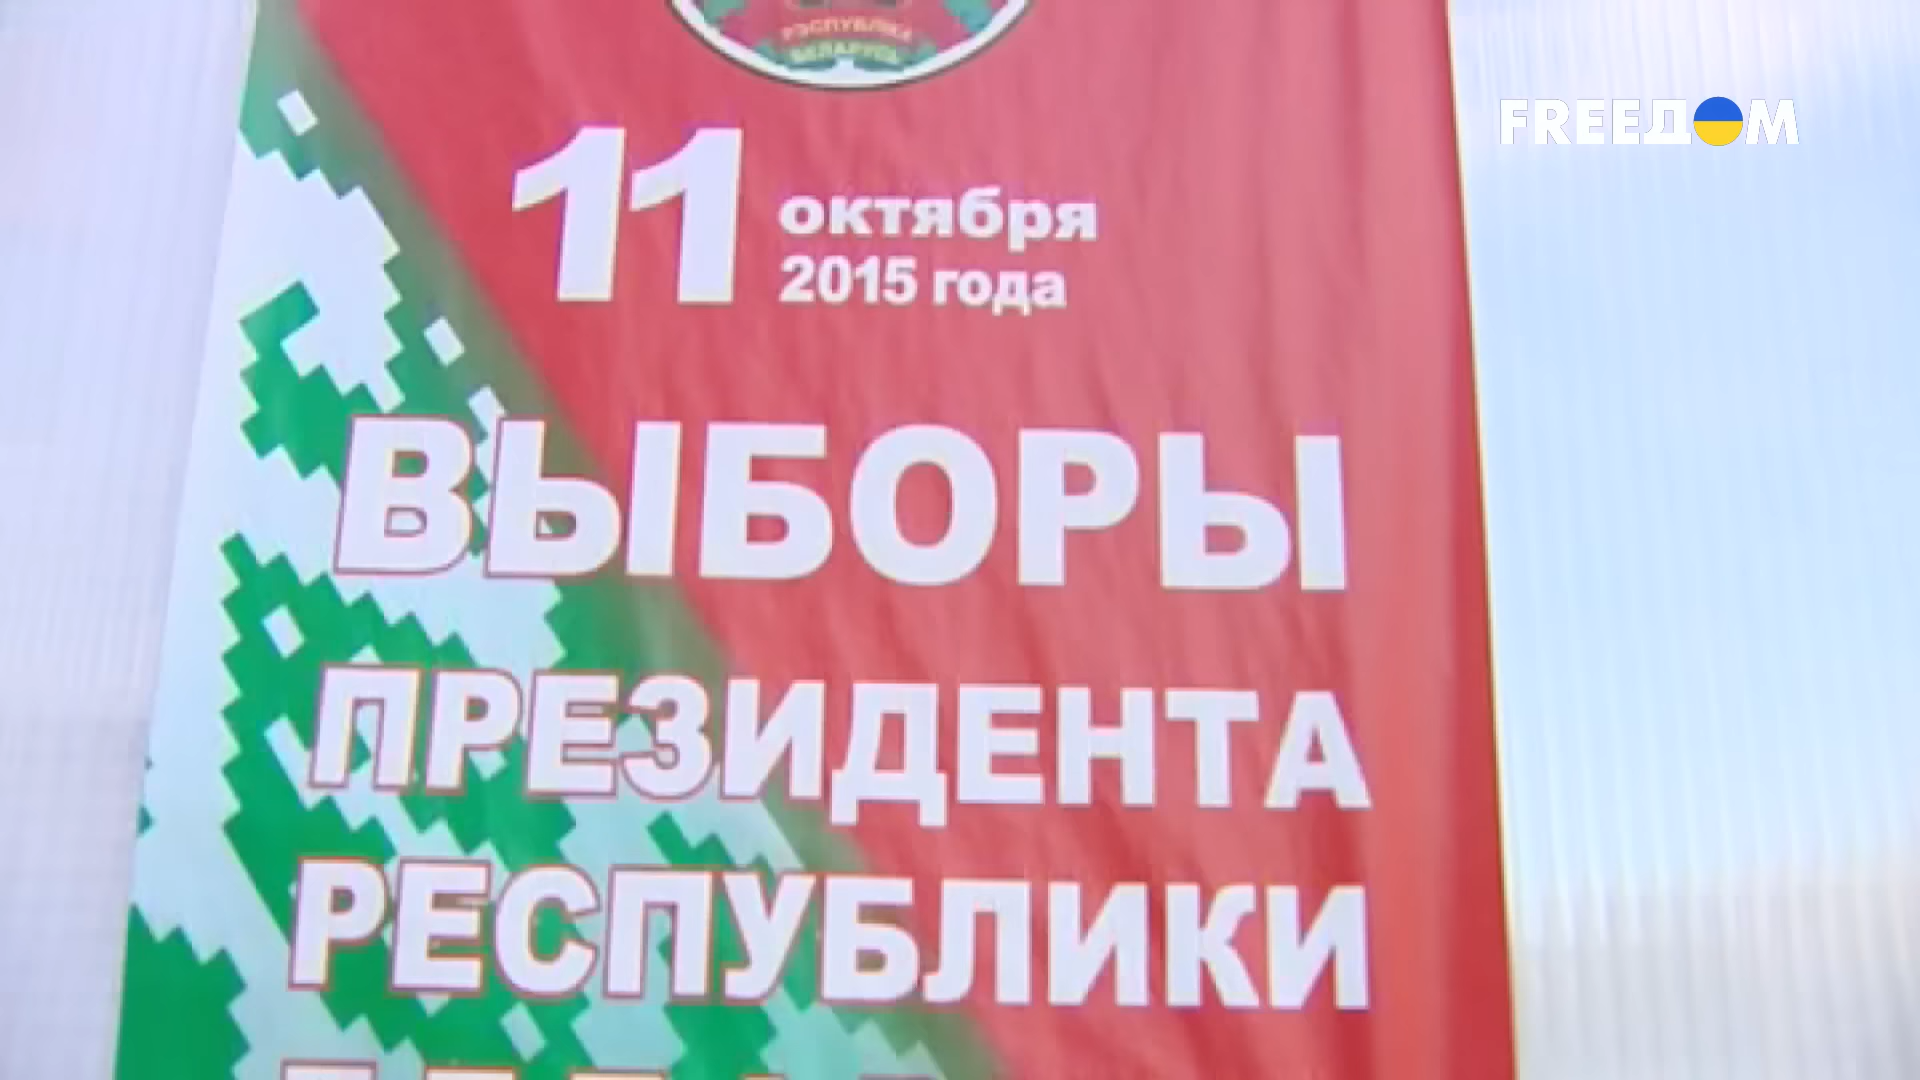 РЭСПУБЛІКА
БЕЛАРУСЬ
FREEДOM
11 октября
2015 года
ВЫБОРЫ
ПРЕЗИДЕНТА
РЕСПУБЛИКИ